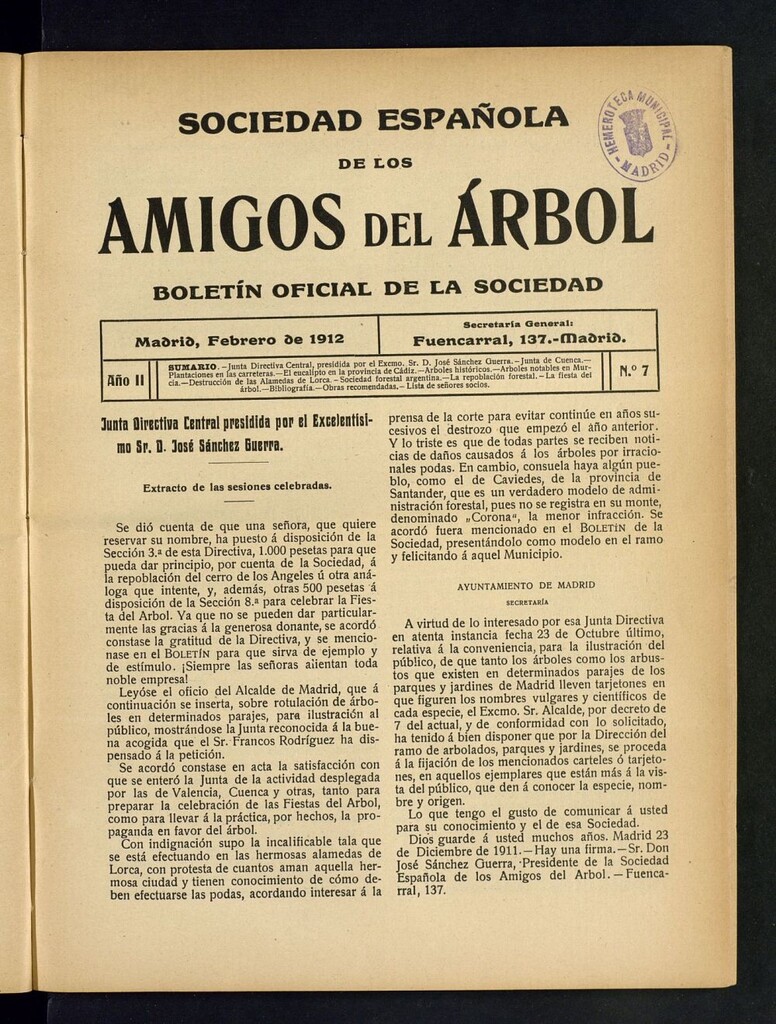 SOCIEDAD ESPAÑOLA
DE LOS
AMIGOS DEL ÁRBOL
BOLETÍN OFICIAL DE LA SOCIEDAD
HEMEROTECA MUNICIPAL
- MADRID -
Madrid, Febrero de 1912
Secretaría General:
Fuencarral, 137.-Madrid.
Año II
SUMARIO.—Junta Directiva Central, presidida por el Excmo. Sr. D. José Sánchez Guerra.—Junta de Cuenca.—
Plantaciones en las carreteras.—El eucalipto en la provincia de Cádiz.—Arboles históricos.—Arboles notables en Mur-
cia.—Destrucción de las Alamedas de Lorca.- Sociedad forestal argentina.—La repoblación forestal.—La fiesta del
árbol.—Bibliografía.—Obras recomendadas.- Lista de señores socios.
N.º 7
Junta Directiva Central presidida por el Excelentísi-
mo Sr. D. José Sánchez Guerra.
Extracto de las sesiones celebradas.
Se dió cuenta de que una señora, que quiere
reservar su nombre, ha puesto á disposición de la
Sección 3.ª de esta Directiva, 1.000 pesetas para que
pueda dar principio, por cuenta de la Sociedad, á
la repoblación del cerro de los Angeles ú otra aná-
loga que intente, y, además, otras 500 pesetas á
disposición de la Sección 8.ª para celebrar la Fies-
ta del Arbol. Ya que no se pueden dar particular-
mente las gracias á la generosa donante, se acordó
constase la gratitud de la Directiva, y se mencio-
nase en el BOLETÍN para que sirva de ejemplo y
de estímulo. ¡Siempre las señoras alientan toda
noble empresa!
Leyóse el oficio del Alcalde de Madrid, que á
continuación se inserta, sobre rotulación de árbo-
les en determinados parajes, para ilustración al
público, mostrándose la Junta reconocida á la bue-
na acogida que el Sr. Francos Rodríguez ha dis-
pensado á la petición.
Se acordó constase en acta la satisfacción con
que se enteró la Junta de la actividad desplegada
por las de Valencia, Cuenca y otras, tanto para
preparar la celebración de las Fiestas del Arbol,
como para llevar á la práctica, por hechos, la pro-
paganda en favor del árbol.
Con indignación supo la incalificable tala que
se está efectuando en las hermosas alamedas de
Lorca, con protesta de cuantos aman aquella her-
mosa ciudad y tienen conocimiento de cómo de-
ben efectuarse las podas, acordando interesar á la
prensa de la corte para evitar continúe en años su-
cesivos el destrozo que empezó el año anterior.
Y lo triste es que de todas partes se reciben noti-
cias de daños causados á los árboles por irracio-
nales podas. En cambio, consuela haya algún pue-
blo, como el de Caviedes, de la provincia de
Santander, que es un verdadero modelo de admi-
nistración forestal, pues no se registra en su monte,
denominado „Corona“, la menor infracción. Se
acordó fuera mencionado en el BOLETÍN de la
Sociedad, presentándolo como modelo en el ramo
y felicitando á aquel Municipio.
AYUNTAMIENTO DE MADRID
SECRETARÍA
A virtud de lo interesado por esa Junta Directiva
en atenta instancia fecha 23 de Octubre último,
relativa á la conveniencia, para la ilustración del
público, de que tanto los árboles como los arbus-
tos que existen en determinados parajes de los
parques y jardines de Madrid lleven tarjetones en
que figuren los nombres vulgares y científicos de
cada especie, el Excmo. Sr. Alcalde, por decreto de
7 del actual, y de conformidad con lo solicitado,
ha tenido á bien disponer que por la Dirección del
ramo de arbolados, parques y jardines, se proceda
á la fijación de los mencionados carteles ó tarjeto-
nes, en aquellos ejemplares que están más á la vis-
ta del público, que den á conocer la especie, nom-
bre y origen.
Lo que tengo el gusto de comunicar á usted
para su conocimiento y el de esa Sociedad.
Dios guarde á usted muchos años. Madrid 23
de Diciembre de 1911.—Hay una firma.—Sr. Don
José Sánchez Guerra, Presidente de la Sociedad
Española de los Amigos del Arbol.—Fuenca-
rral, 137.